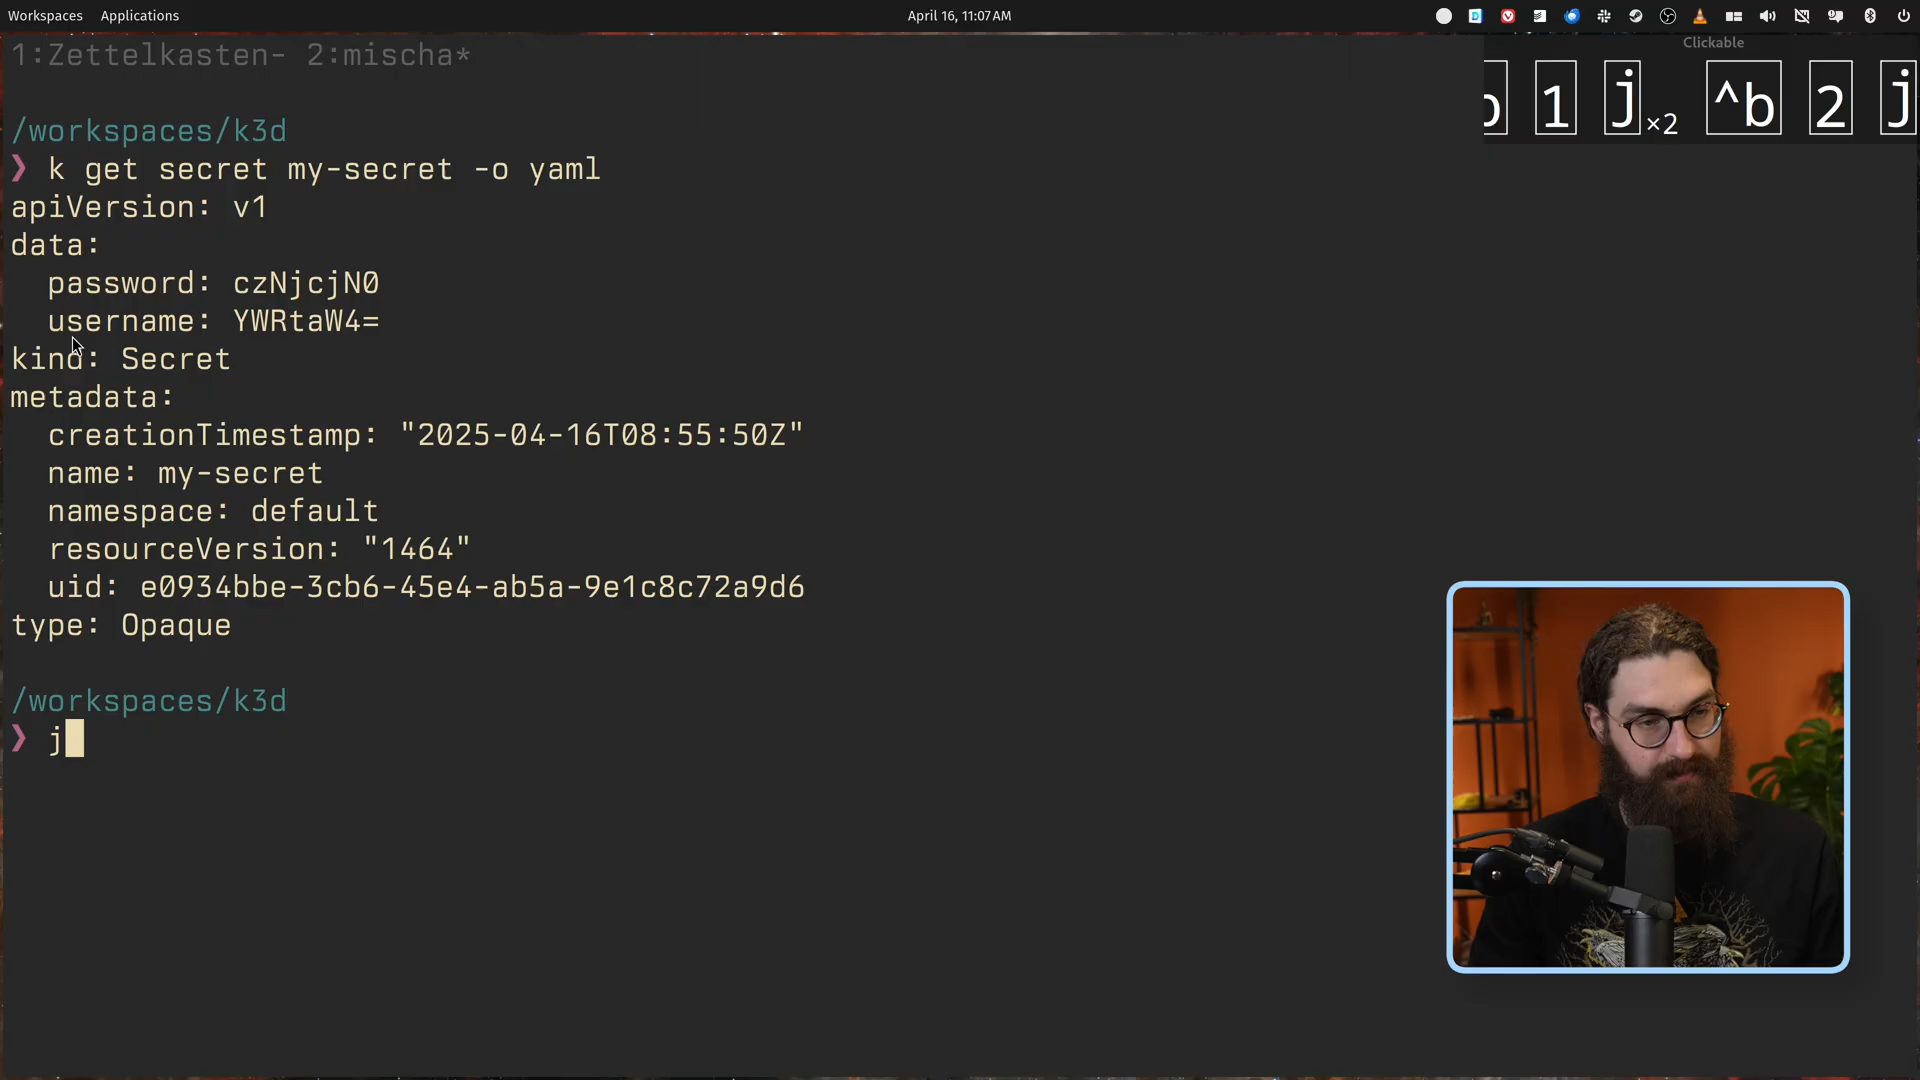 Workspaces Applications April 16, 11:07 AM
1:Zettelkasten- 2:mischa*
Clickable
1 j ×2 ^b 2 j
/workspaces/k3d
❯ k get secret my-secret -o yaml
apiVersion: v1
data:
password: czNjcjN0
username: YWRtaW4=
kind: Secret
metadata:
creationTimestamp: "2025-04-16T08:55:50Z"
name: my-secret
namespace: default
resourceVersion: "1464"
uid: e0934bbe-3cb6-45e4-ab5a-9e1c8c72a9d6
type: Opaque
/workspaces/k3d
❯ j